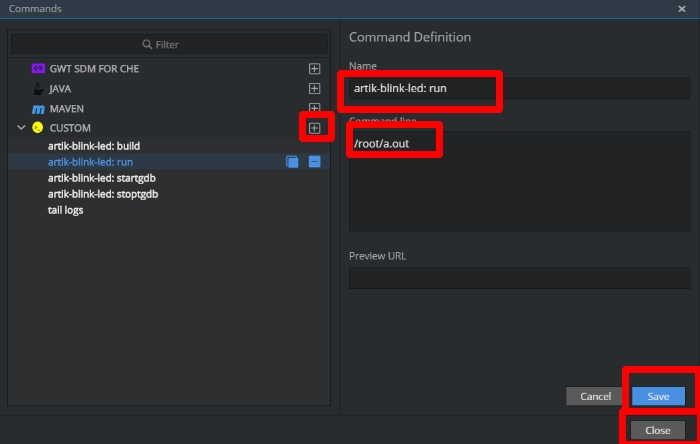 Commands
Filter
GWT SDM FOR CHE
JAVA
MAVEN
CUSTOM
artik-blink-led: build
artik-blink-led: run
artik-blink-led: startgdb
artik-blink-led: stoptgdb
tail logs
Command Definition
Name
artik-blink-led: run
Command line
/root/a.out
Preview URL
Cancel
Save
Close